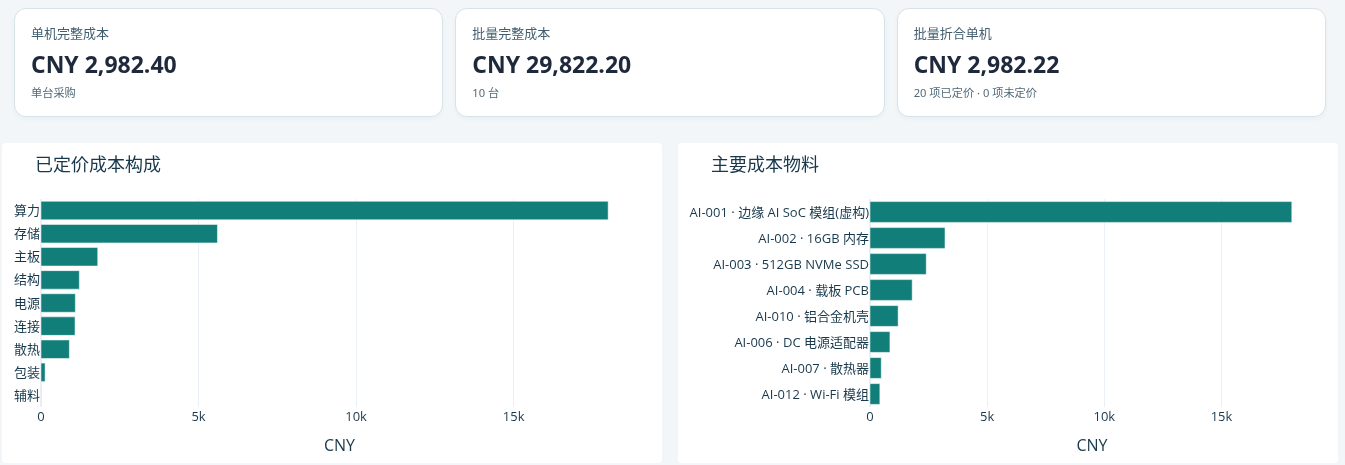 单机完整成本
CNY 2,982.40
单台采购
批量完整成本
CNY 29,822.20
10 台
批量折合单机
CNY 2,982.22
20 项已定价 · 0 项未定价
已定价成本构成
算力
存储
主板
结构
电源
连接
散热
包装
辅料
0 5k 10k 15k
CNY
主要成本物料
AI-001 · 边缘 AI SoC 模组(虚构)
AI-002 · 16GB 内存
AI-003 · 512GB NVMe SSD
AI-004 · 载板 PCB
AI-010 · 铝合金机壳
AI-006 · DC 电源适配器
AI-007 · 散热器
AI-012 · Wi-Fi 模组
0 5k 10k 15k
CNY